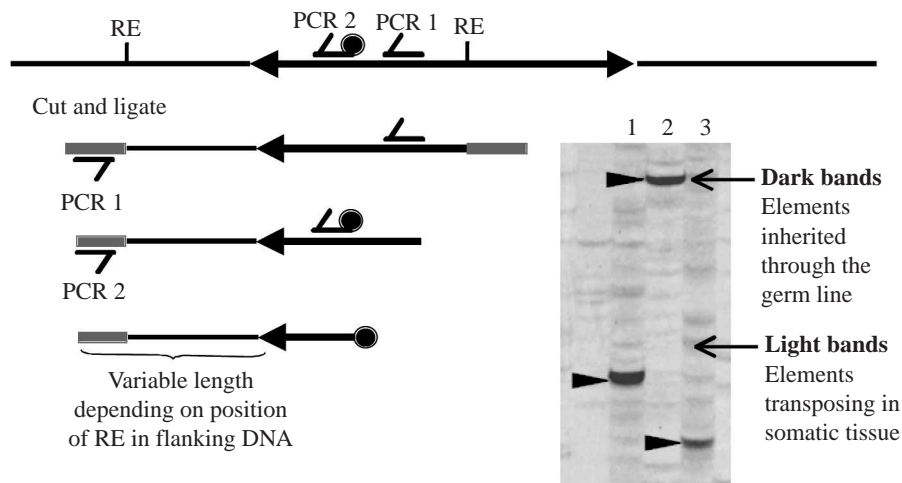 PCR 2 PCR 1
RE RE
Cut and ligate
PCR 1
PCR 2
Variable length
depending on position
of RE in flanking DNA
1 2 3
Dark bands
Elements
inherited
through the
germ line
Light bands
Elements
transposing in
somatic tissue